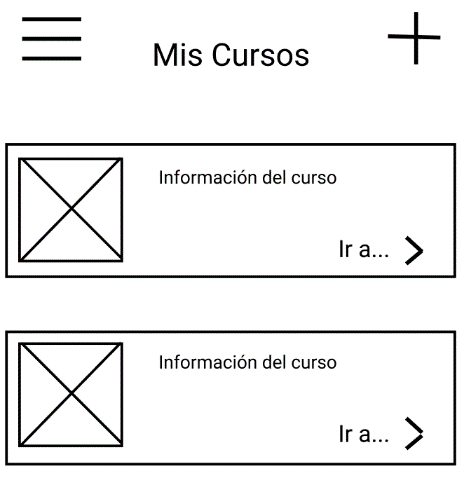 Mis Cursos
Información del curso
Ir a...
Información del curso
Ir a...